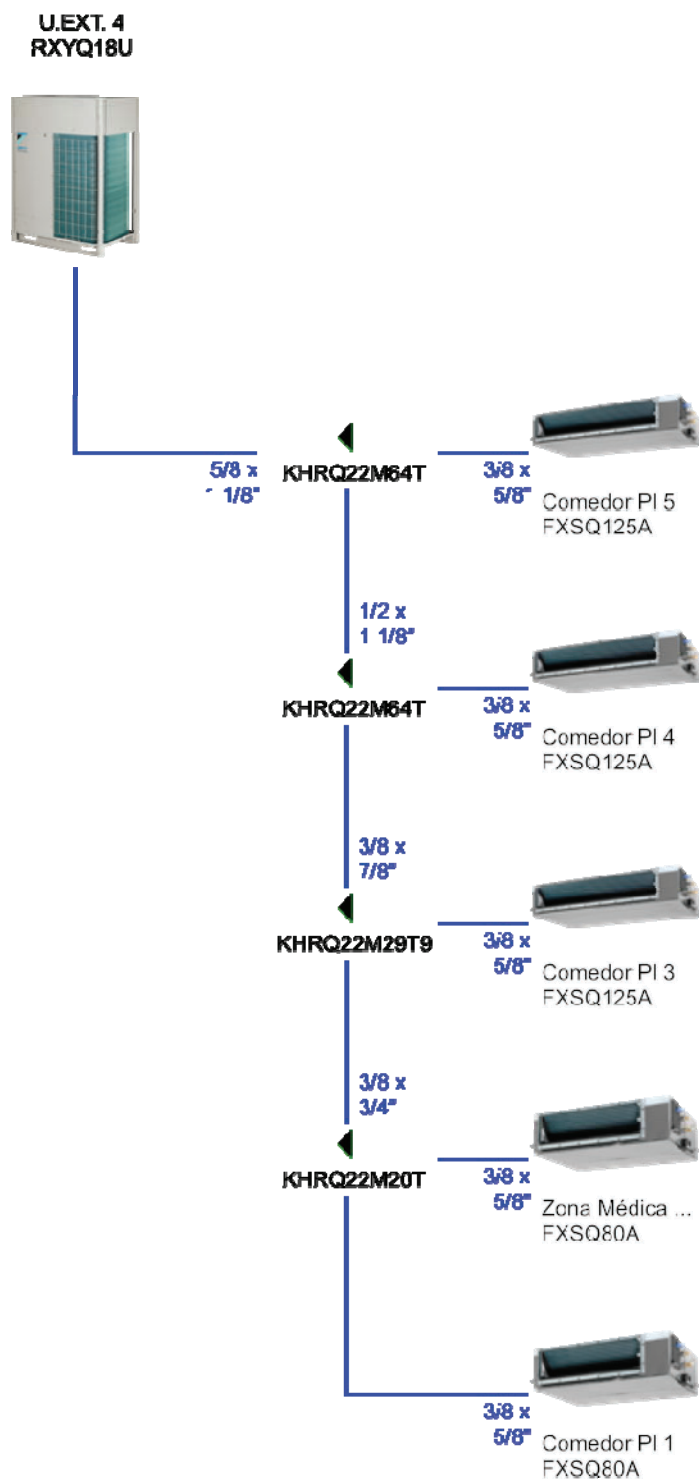 U.EXT. 4
RXYQ18U
5/8 x
1 1/8"
KHRQ22M64T
3/8 x
5/8"
Comedor Pl 5
FXSQ125A
1/2 x
1 1/8"
KHRQ22M64T
3/8 x
5/8"
Comedor Pl 4
FXSQ125A
3/8 x
7/8"
KHRQ22M29T9
3/8 x
5/8"
Comedor Pl 3
FXSQ125A
3/8 x
3/4"
KHRQ22M20T
3/8 x
5/8"
Zona Médica ...
FXSQ80A
3/8 x
5/8"
Comedor Pl 1
FXSQ80A